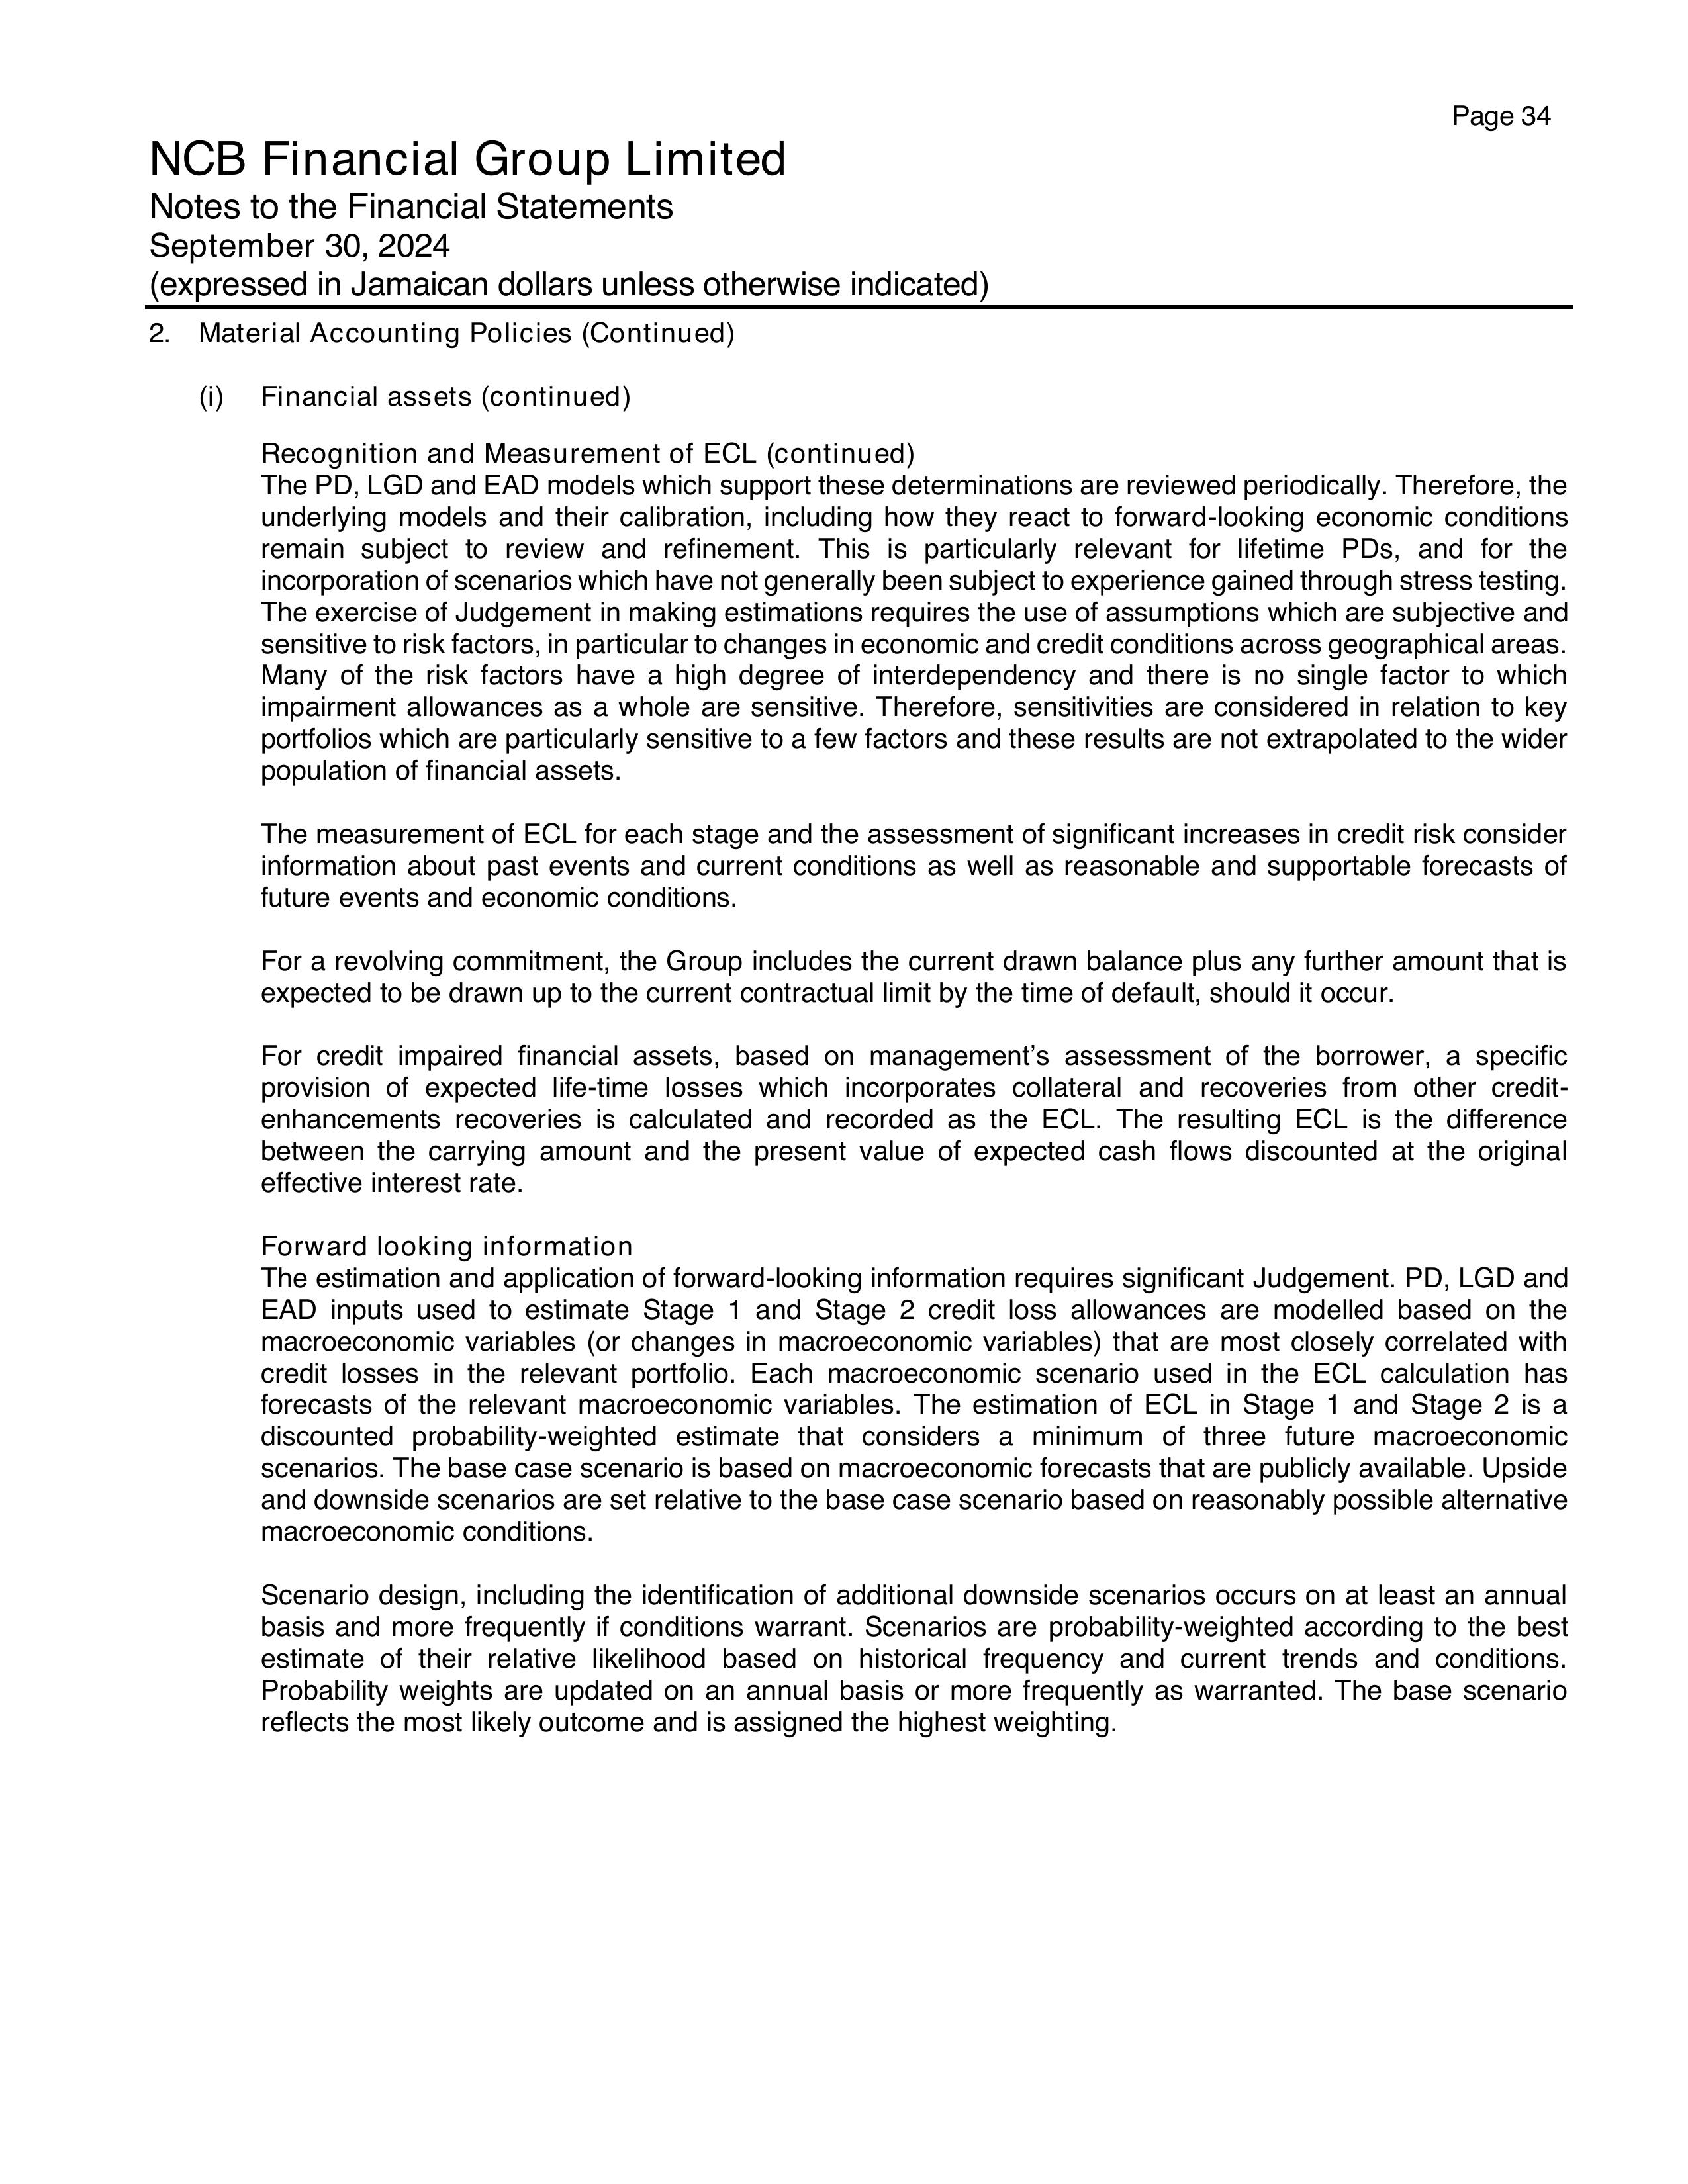 Page 34
NCB Financial Group Limited
Notes to the Financial Statements
September 30, 2024
(expressed in Jamaican dollars unless otherwise indicated)
2. Material Accounting Policies (Continued)
(i) Financial assets (continued)
Recognition and Measurement of ECL (continued)
The PD, LGD and EAD models which support these determinations are reviewed periodically. Therefore, the
underlying models and their calibration, including how they react to forward-looking economic conditions
remain subject to review and refinement. This is particularly relevant for lifetime PDs, and for the
incorporation of scenarios which have not generally been subject to experience gained through stress testing.
The exercise of Judgement in making estimations requires the use of assumptions which are subjective and
sensitive to risk factors, in particular to changes in economic and credit conditions across geographical areas.
Many of the risk factors have a high degree of interdependency and there is no single factor to which
impairment allowances as a whole are sensitive. Therefore, sensitivities are considered in relation to key
portfolios which are particularly sensitive to a few factors and these results are not extrapolated to the wider
population of financial assets.
The measurement of ECL for each stage and the assessment of significant increases in credit risk consider
information about past events and current conditions as well as reasonable and supportable forecasts of
future events and economic conditions.
For a revolving commitment, the Group includes the current drawn balance plus any further amount that is
expected to be drawn up to the current contractual limit by the time of default, should it occur.
For credit impaired financial assets, based on management’s assessment of the borrower, a specific
provision of expected life-time losses which incorporates collateral and recoveries from other credit-
enhancements recoveries is calculated and recorded as the ECL. The resulting ECL is the difference
between the carrying amount and the present value of expected cash flows discounted at the original
effective interest rate.
Forward looking information
The estimation and application of forward-looking information requires significant Judgement. PD, LGD and
EAD inputs used to estimate Stage 1 and Stage 2 credit loss allowances are modelled based on the
macroeconomic variables (or changes in macroeconomic variables) that are most closely correlated with
credit losses in the relevant portfolio. Each macroeconomic scenario used in the ECL calculation has
forecasts of the relevant macroeconomic variables. The estimation of ECL in Stage 1 and Stage 2 is a
discounted probability-weighted estimate that considers a minimum of three future macroeconomic
scenarios. The base case scenario is based on macroeconomic forecasts that are publicly available. Upside
and downside scenarios are set relative to the base case scenario based on reasonably possible alternative
macroeconomic conditions.
Scenario design, including the identification of additional downside scenarios occurs on at least an annual
basis and more frequently if conditions warrant. Scenarios are probability-weighted according to the best
estimate of their relative likelihood based on historical frequency and current trends and conditions.
Probability weights are updated on an annual basis or more frequently as warranted. The base scenario
reflects the most likely outcome and is assigned the highest weighting.